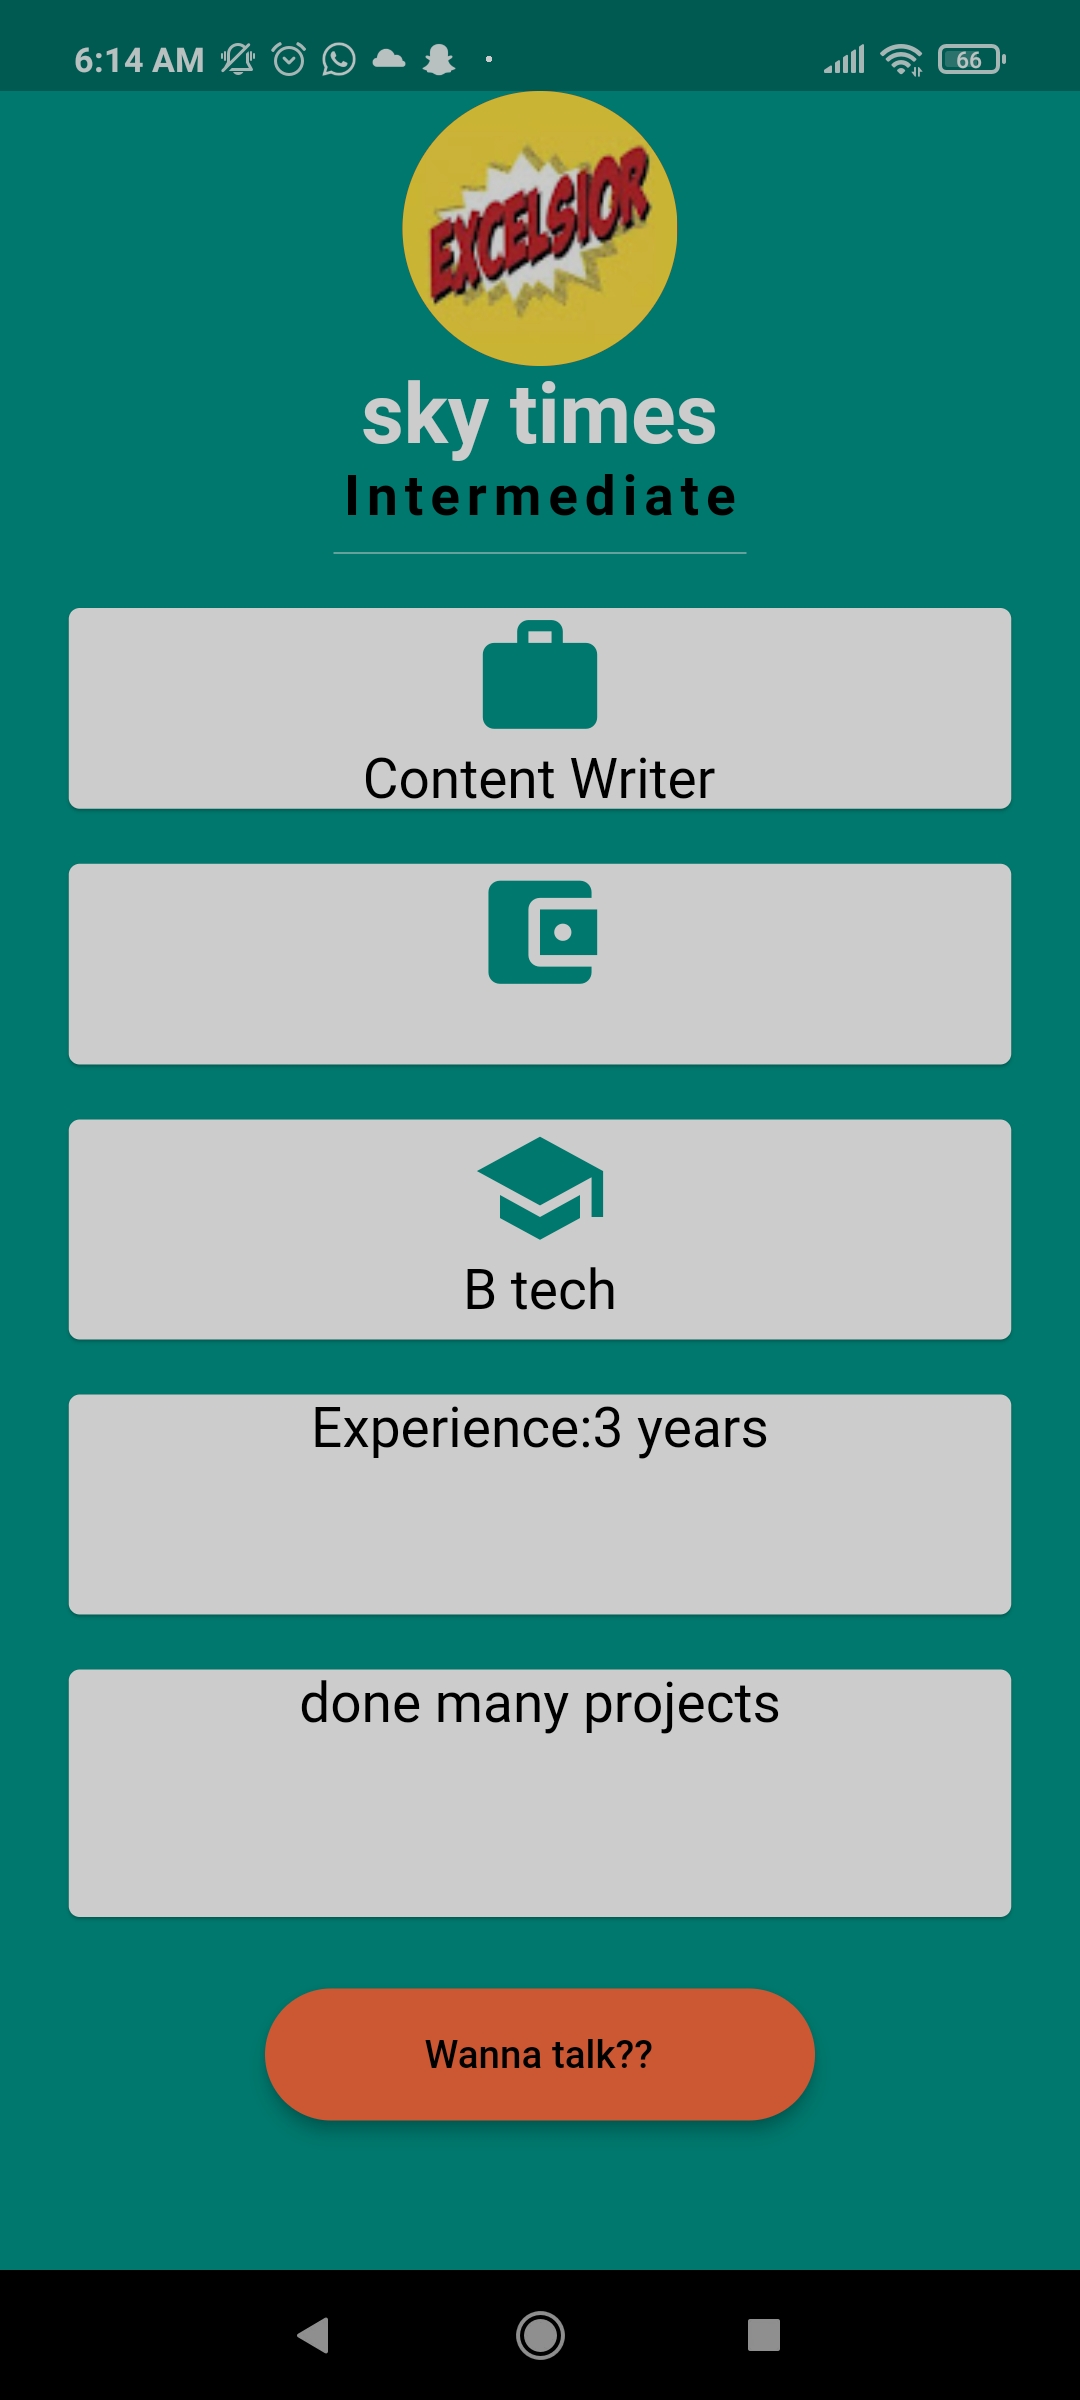 6:14 AM
66
EXCELSIOR
sky times
Intermediate
Content Writer
B tech
Experience:3 years
done many projects
Wanna talk??